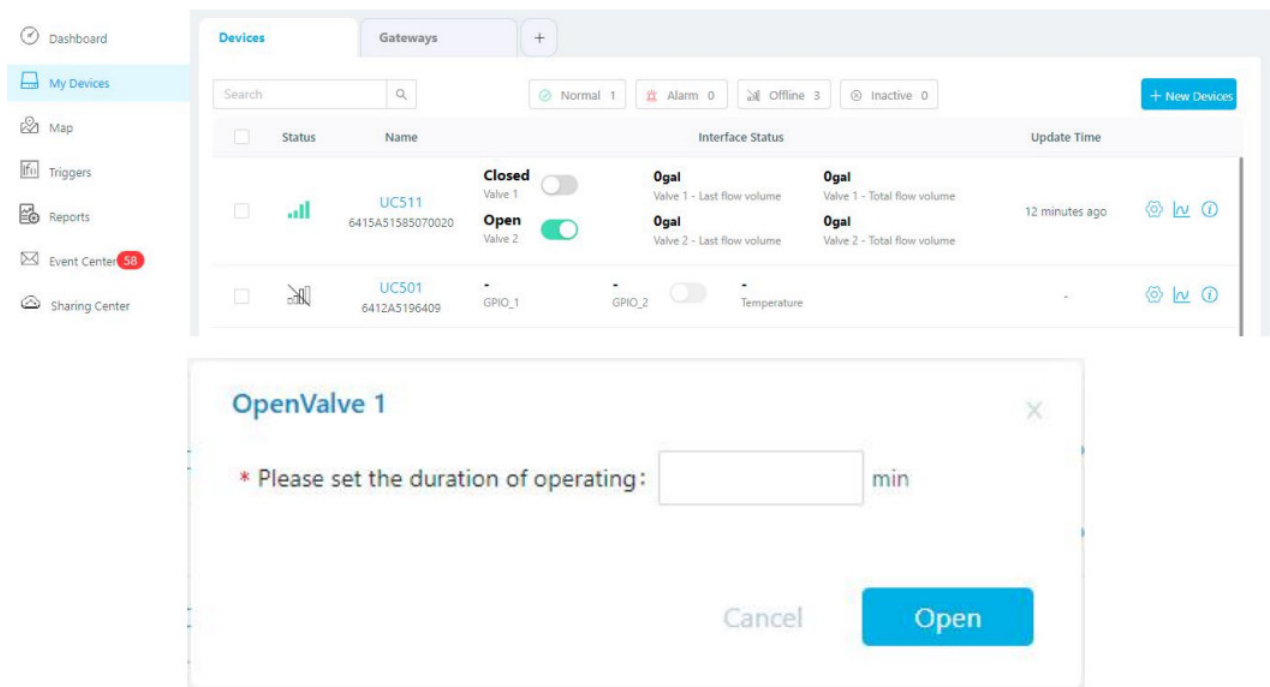 Dashboard
My Devices
Map
Triggers
Reports
Event Center 58
Sharing Center
Devices
Gateways
+
Search
Normal 1
Alarm 0
Offline 3
Inactive 0
+ New Devices
Status Name Interface Status Update Time
UC511
6415A51585070020
Closed
Valve 1
Open
Valve 2
0gal
Valve 1 - Last flow volume
0gal
Valve 2 - Last flow volume
0gal
Valve 1 - Total flow volume
0gal
Valve 2 - Total flow volume
12 minutes ago
UC501
6412A5196409
-
GPIO_1
-
GPIO_2
-
Temperature
-
OpenValve 1
* Please set the duration of operating: min
Cancel
Open